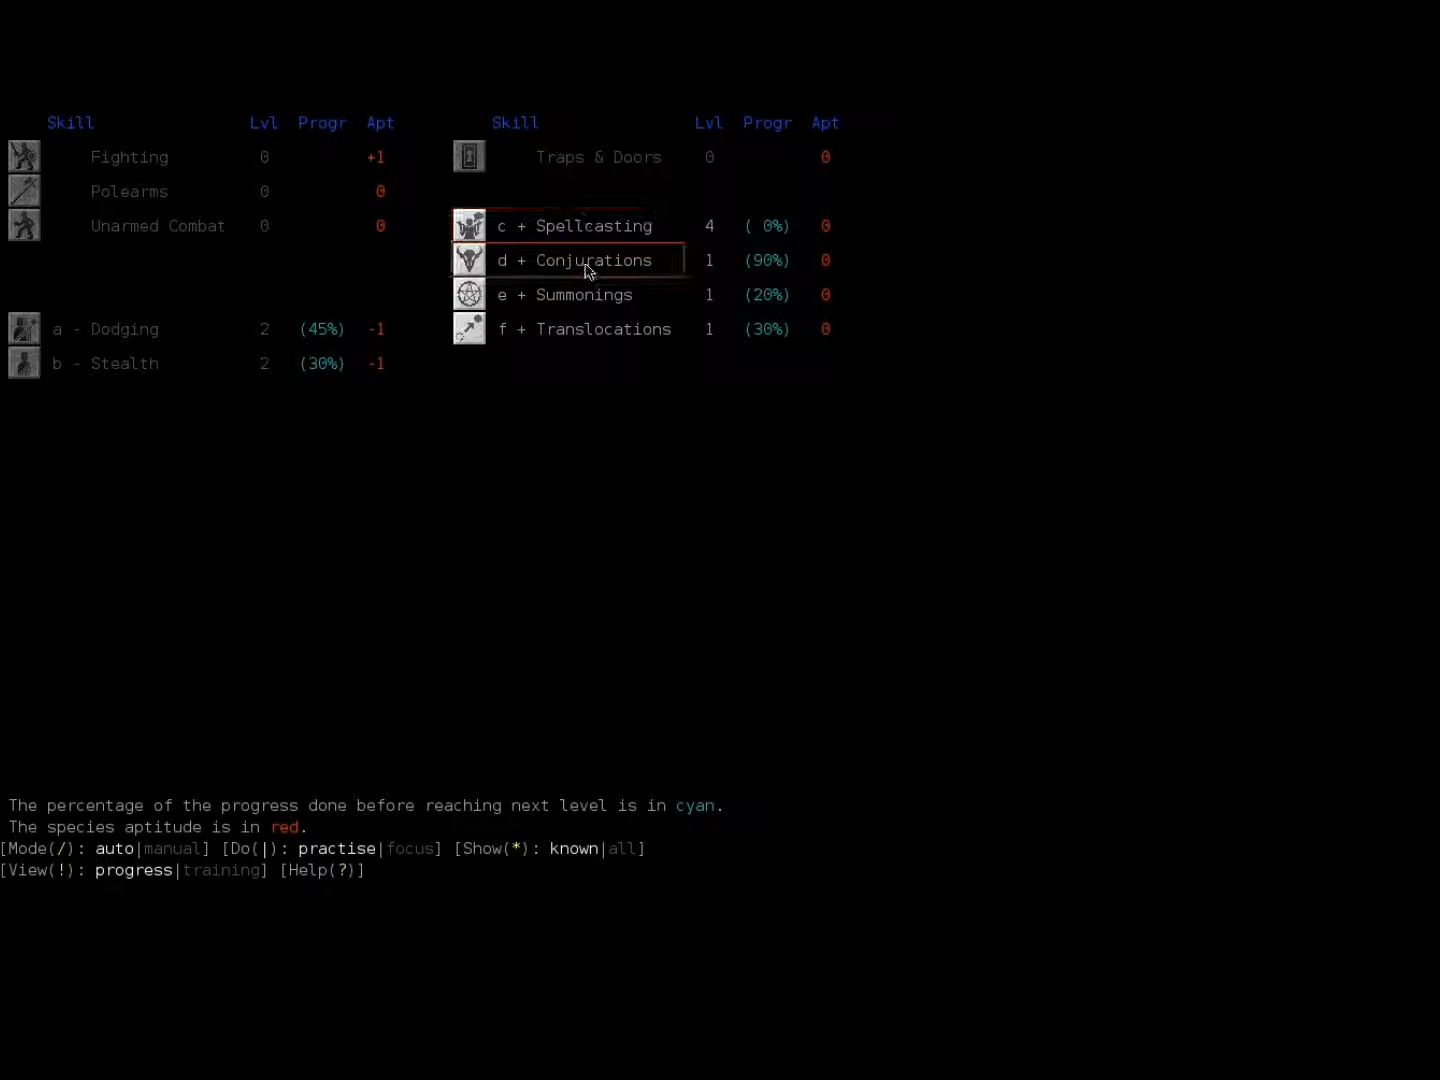 Skill Lvl Progr Apt Skill Lvl Progr Apt
Fighting 0 +1 Traps & Doors 0 0
Polearms 0 0
Unarmed Combat 0 0 c + Spellcasting 4 ( 0%) 0
d + Conjurations 1 (90%) 0
e + Summonings 1 (20%) 0
a - Dodging 2 (45%) -1 f + Translocations 1 (30%) 0
b - Stealth 2 (30%) -1
The percentage of the progress done before reaching next level is in cyan.
The species aptitude is in red.
[Mode(/): auto|manual] [Do(|): practise|focus] [Show(*): known|all]
[View(!): progress|training] [Help(?)]